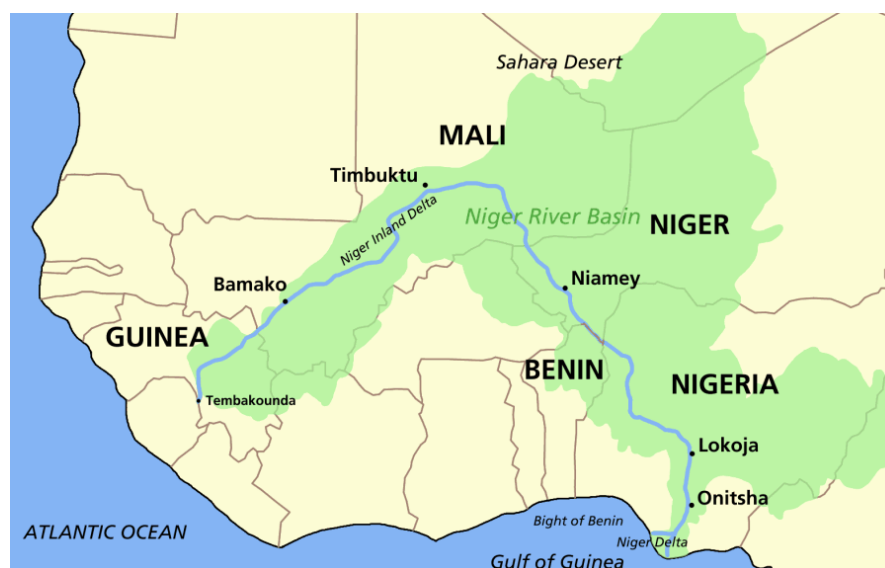 Sahara Desert
MALI
Timbuktu
Niger River Basin
Niger Inland Delta
NIGER
Bamako
Niamey
GUINEA
BENIN
NIGERIA
Tembakounda
Lokoja
Onitsha
Bight of Benin
ATLANTIC OCEAN
Niger Delta
Gulf of Guinea